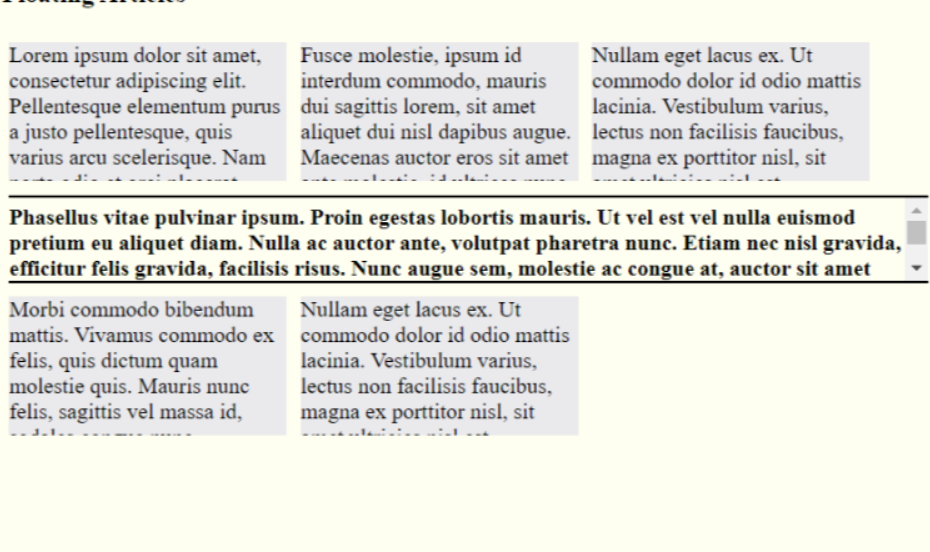 Lorem ipsum dolor sit amet,
consectetur adipiscing elit.
Pellentesque elementum purus
a justo pellentesque, quis
varius arcu scelerisque. Nam
Fusce molestie, ipsum id
interdum commodo, mauris
dui sagittis lorem, sit amet
aliquet dui nisl dapibus augue.
Maecenas auctor eros sit amet
Nullam eget lacus ex. Ut
commodo dolor id odio mattis
lacinia. Vestibulum varius,
lectus non facilisis faucibus,
magna ex porttitor nisl, sit
Phasellus vitae pulvinar ipsum. Proin egestas lobortis mauris. Ut vel est vel nulla euismod
pretium eu aliquet diam. Nulla ac auctor ante, volutpat pharetra nunc. Etiam nec nisl gravida,
efficitur felis gravida, facilisis risus. Nunc augue sem, molestie ac congue at, auctor sit amet
Morbi commodo bibendum
mattis. Vivamus commodo ex
felis, quis dictum quam
molestie quis. Mauris nunc
felis, sagittis vel massa id,
Nullam eget lacus ex. Ut
commodo dolor id odio mattis
lacinia. Vestibulum varius,
lectus non facilisis faucibus,
magna ex porttitor nisl, sit